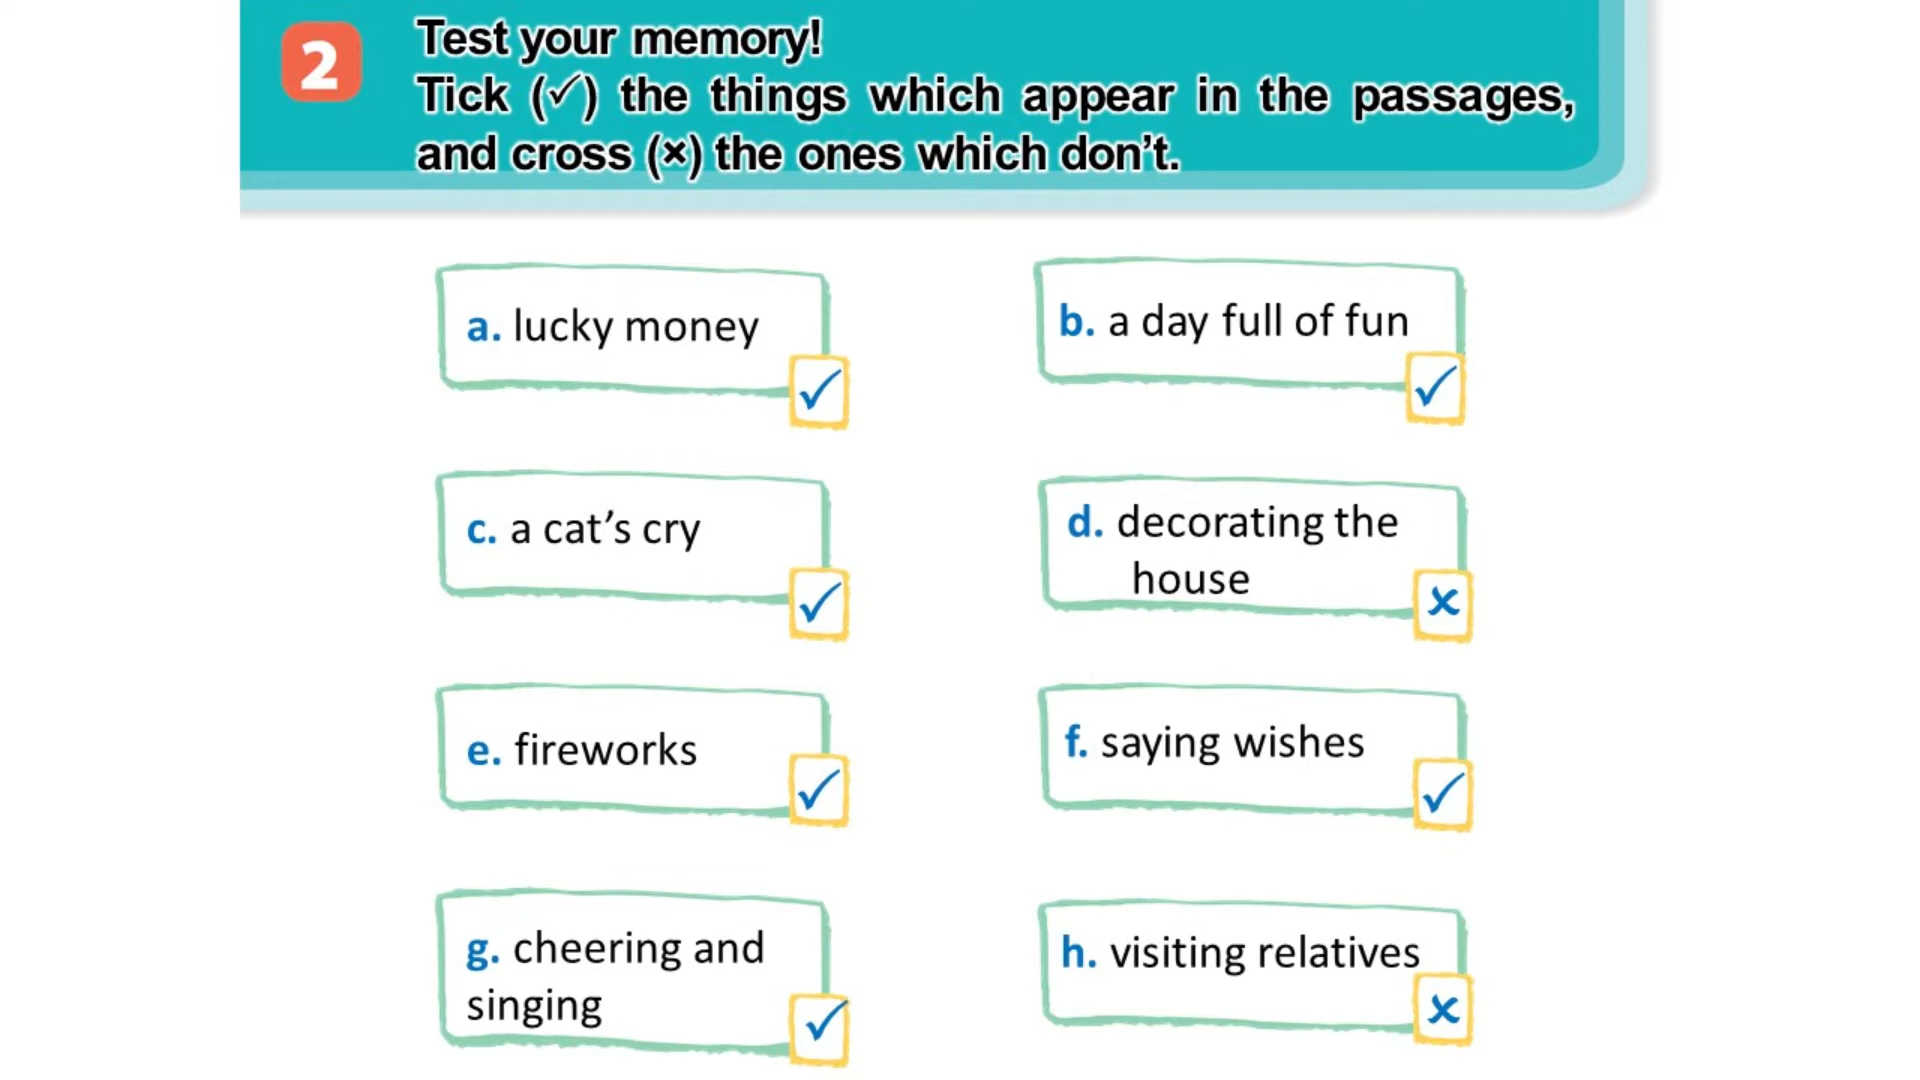 2
Test your memory!
Tick (✓) the things which appear in the passages,
and cross (×) the ones which don’t.
a. lucky money
b. a day full of fun
c. a cat’s cry
d. decorating the
house
e. fireworks
f. saying wishes
g. cheering and
singing
h. visiting relatives